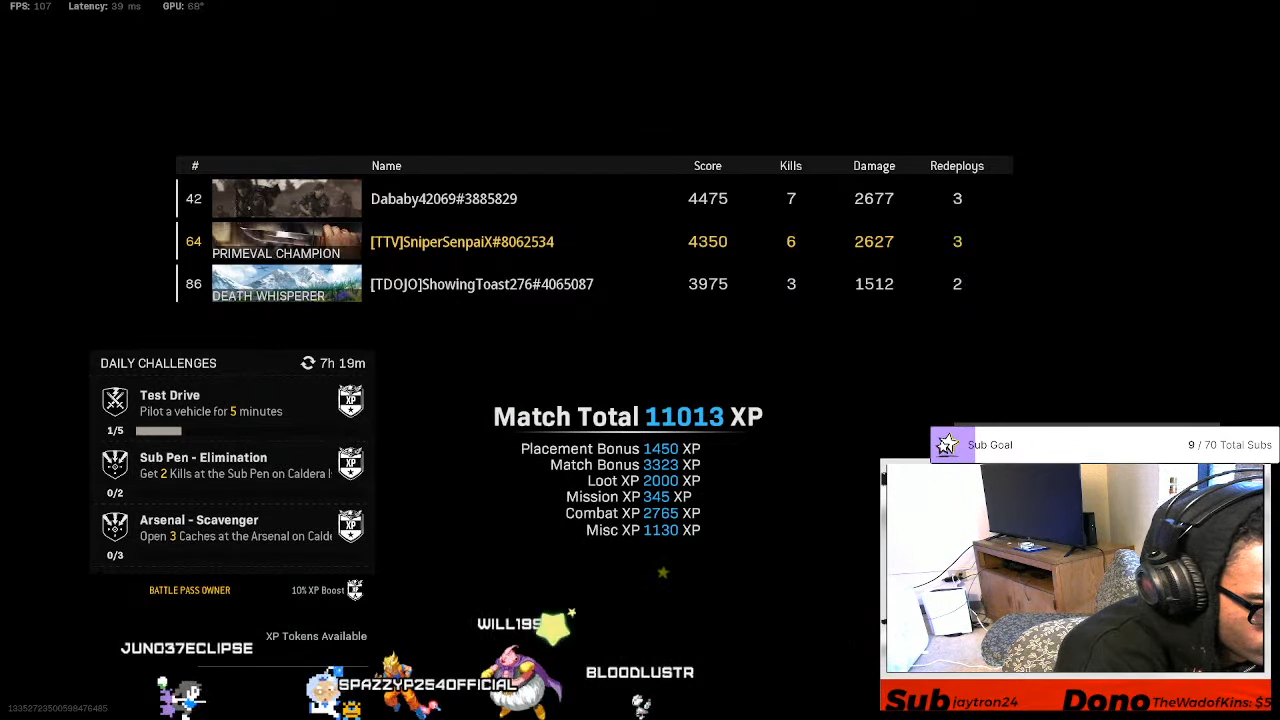 FPS: 107 Latency: 39 ms GPU: 68°
# Name Score Kills Damage Redeploys
42 Dababy42069#3885829 4475 7 2677 3
64 PRIMEVAL CHAMPION [TTV]SniperSenpaiX#8062534 4350 6 2627 3
86 DEATH WHISPERER [TDOJO]ShowingToast276#4065087 3975 3 1512 2
DAILY CHALLENGES 7h 19m
Test Drive
Pilot a vehicle for 5 minutes
1/5
XP
Sub Pen - Elimination
Get 2 Kills at the Sub Pen on Caldera I
0/2
XP
Arsenal - Scavenger
Open 3 Caches at the Arsenal on Calde
0/3
XP
BATTLE PASS OWNER 10% XP Boost
XP Tokens Available
Match Total 11013 XP
Placement Bonus 1450 XP
Match Bonus 3323 XP
Loot XP 2000 XP
Mission XP 345 XP
Combat XP 2765 XP
Misc XP 1130 XP
Sub Goal 9 / 70 Total Subs
WILL195
JUNO37ECLIPSE
SPAZZYP254OFFICIAL
BLOODLUSTR
Sub jaytron24 Dono TheWadofKins: $5
13352723500598476485